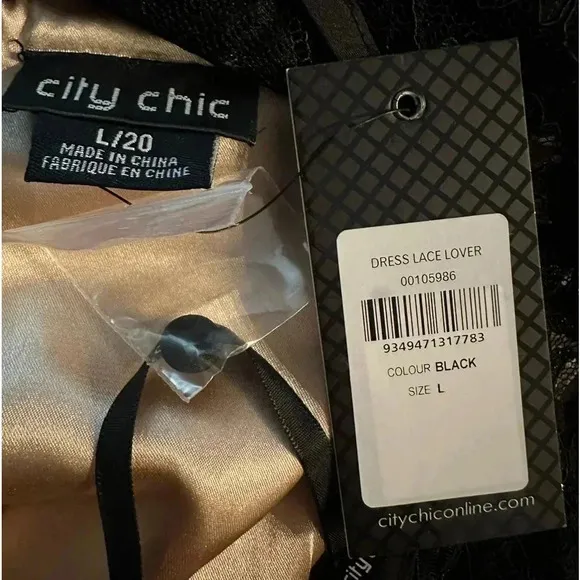 city chic
L/20
MADE IN CHINA
FABRIQUE EN CHINE
DRESS LACE LOVER
00105986
9349471317783
COLOUR BLACK
SIZE L
citychiconline.com
city